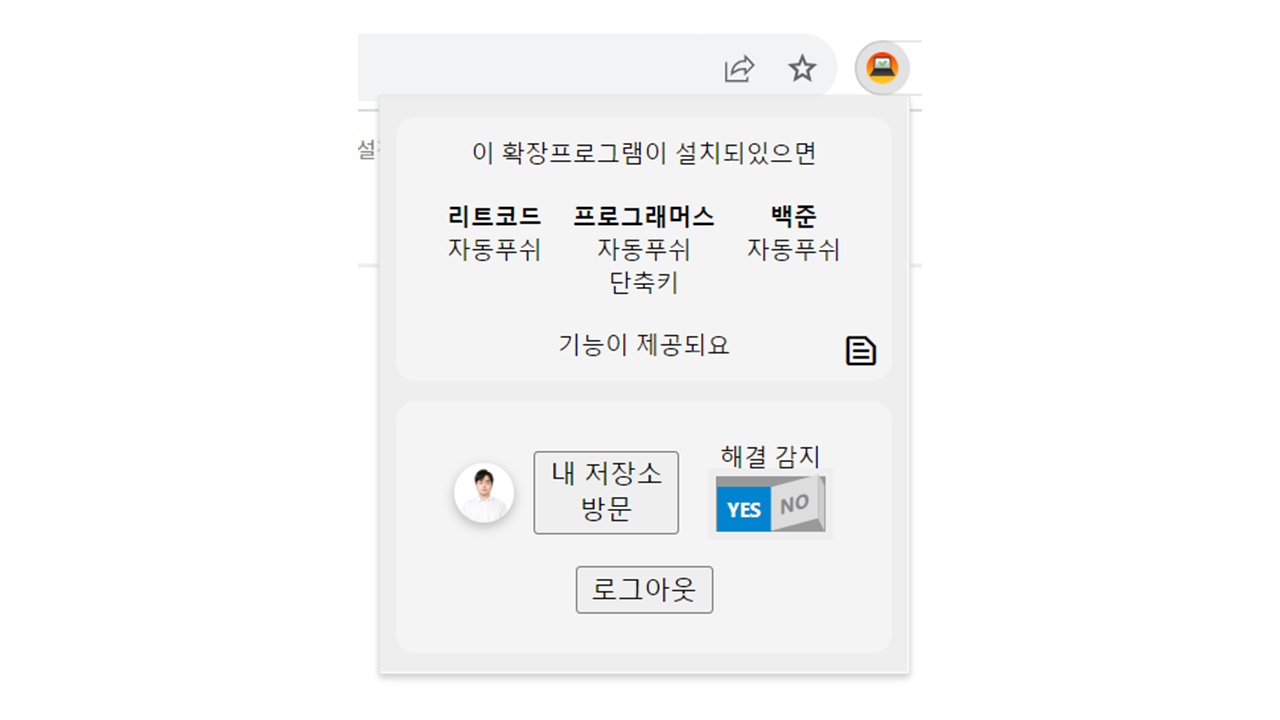 설
이 확장프로그램이 설치되있으면
리트코드 프로그래머스 백준
자동푸쉬 자동푸쉬 자동푸쉬
단축키
기능이 제공되요
해결 감지
내 저장소
방문
YES NO
로그아웃